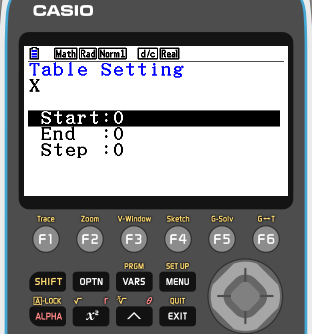 CASIO
Math Rad Norm1 d/c Real
Table Setting
X
Start:0
End :0
Step :0
Trace Zoom V-Window Sketch G-Solv G↔T
F1 F2 F3 F4 F5 F6
PRGM SET UP
SHIFT OPTN VARS MENU
A-LOCK √ r ∛ θ QUIT
ALPHA x² ^ EXIT